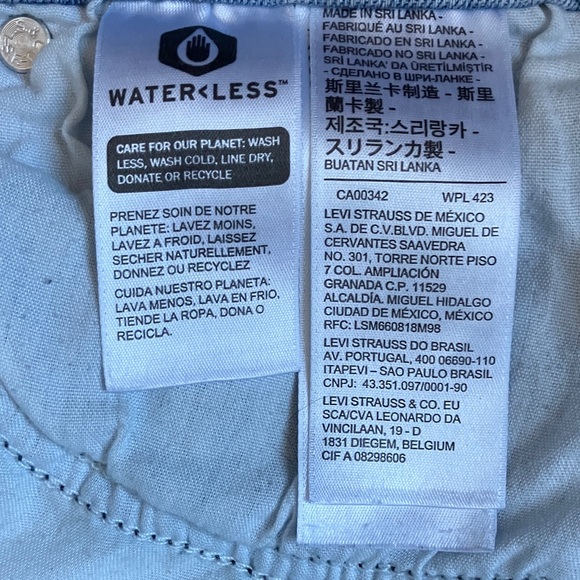 WATER<LESS™
CARE FOR OUR PLANET: WASH
LESS, WASH COLD, LINE DRY,
DONATE OR RECYCLE
PRENEZ SOIN DE NOTRE
PLANETE: LAVEZ MOINS,
LAVEZ A FROID, LAISSEZ
SECHER NATURELLEMENT,
DONNEZ OU RECYCLEZ
CUIDA NUESTRO PLANETA:
LAVA MENOS, LAVA EN FRIO,
TIENDE LA ROPA, DONA O
RECICLA.
MADE IN SRI LANKA -
FABRIQUÉ AU SRI LANKA -
FABRICADO EN SRI LANKA -
FABRICADO NO SRI LANKA -
SRİ LANKA' DA ÜRETİLMİŞTİR
- СДЕЛАНО В ШРИ-ЛАНКЕ -
斯里兰卡制造 - 斯里
蘭卡製 -
제조국:스리랑카 -
スリランカ製 -
BUATAN SRI LANKA
CA00342 WPL 423
LEVI STRAUSS DE MÉXICO
S.A. DE C.V.BLVD. MIGUEL DE
CERVANTES SAAVEDRA
NO. 301, TORRE NORTE PISO
7 COL. AMPLIACIÓN
GRANADA C.P. 11529
ALCALDÍA. MIGUEL HIDALGO
CIUDAD DE MÉXICO, MÉXICO
RFC: LSM660818M98
LEVI STRAUSS DO BRASIL
AV. PORTUGAL, 400 06690-110
ITAPEVI – SAO PAULO BRASIL
CNPJ: 43.351.097/0001-90
LEVI STRAUSS & CO. EU
SCA/CVA LEONARDO DA
VINCILAAN, 19 - D
1831 DIEGEM, BELGIUM
CIF A 08298606